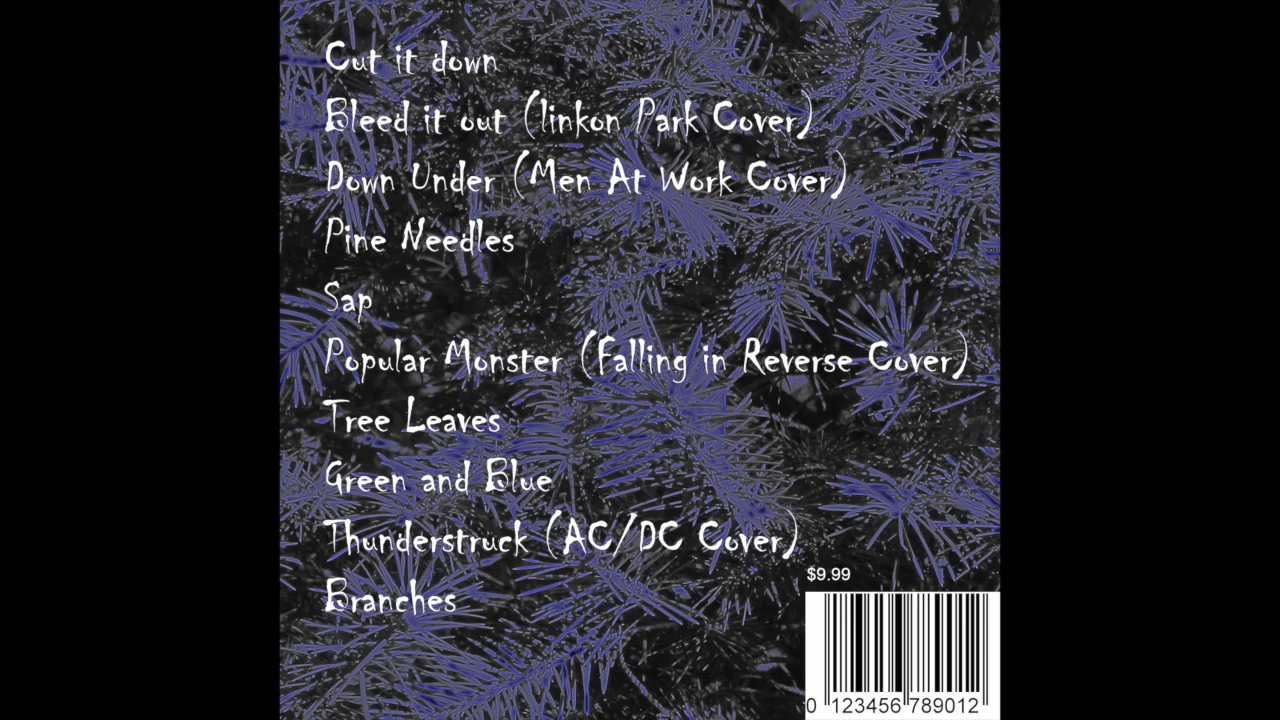 Cut it down
Bleed it out (linkon Park Cover)
Down Under (Men At Work Cover)
Pine Needles
Sap
Popular Monster (Falling in Reverse Cover)
Tree Leaves
Green and Blue
Thunderstruck (AC/DC Cover)
Branches
$9.99
0 123456 789012